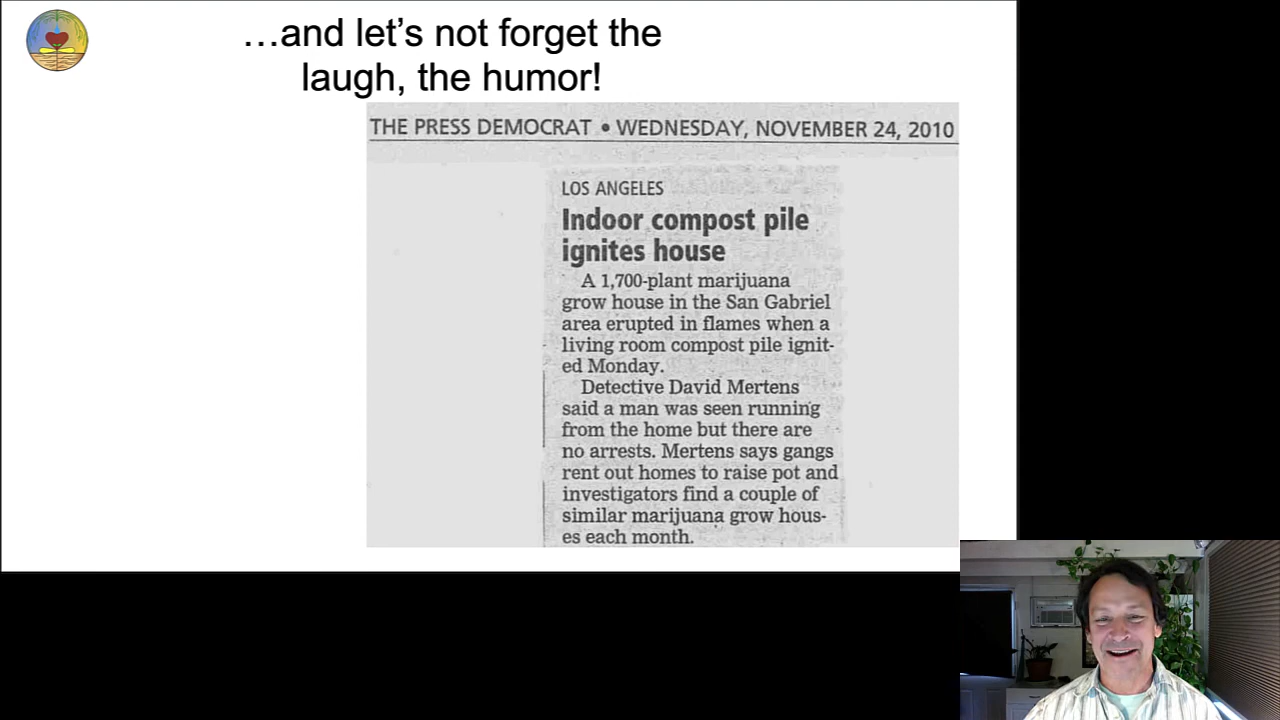 …and let’s not forget the
laugh, the humor!
THE PRESS DEMOCRAT • WEDNESDAY, NOVEMBER 24, 2010
LOS ANGELES
Indoor compost pile
ignites house
A 1,700-plant marijuana
grow house in the San Gabriel
area erupted in flames when a
living room compost pile ignit-
ed Monday.
Detective David Mertens
said a man was seen running
from the home but there are
no arrests. Mertens says gangs
rent out homes to raise pot and
investigators find a couple of
similar marijuana grow hous-
es each month.